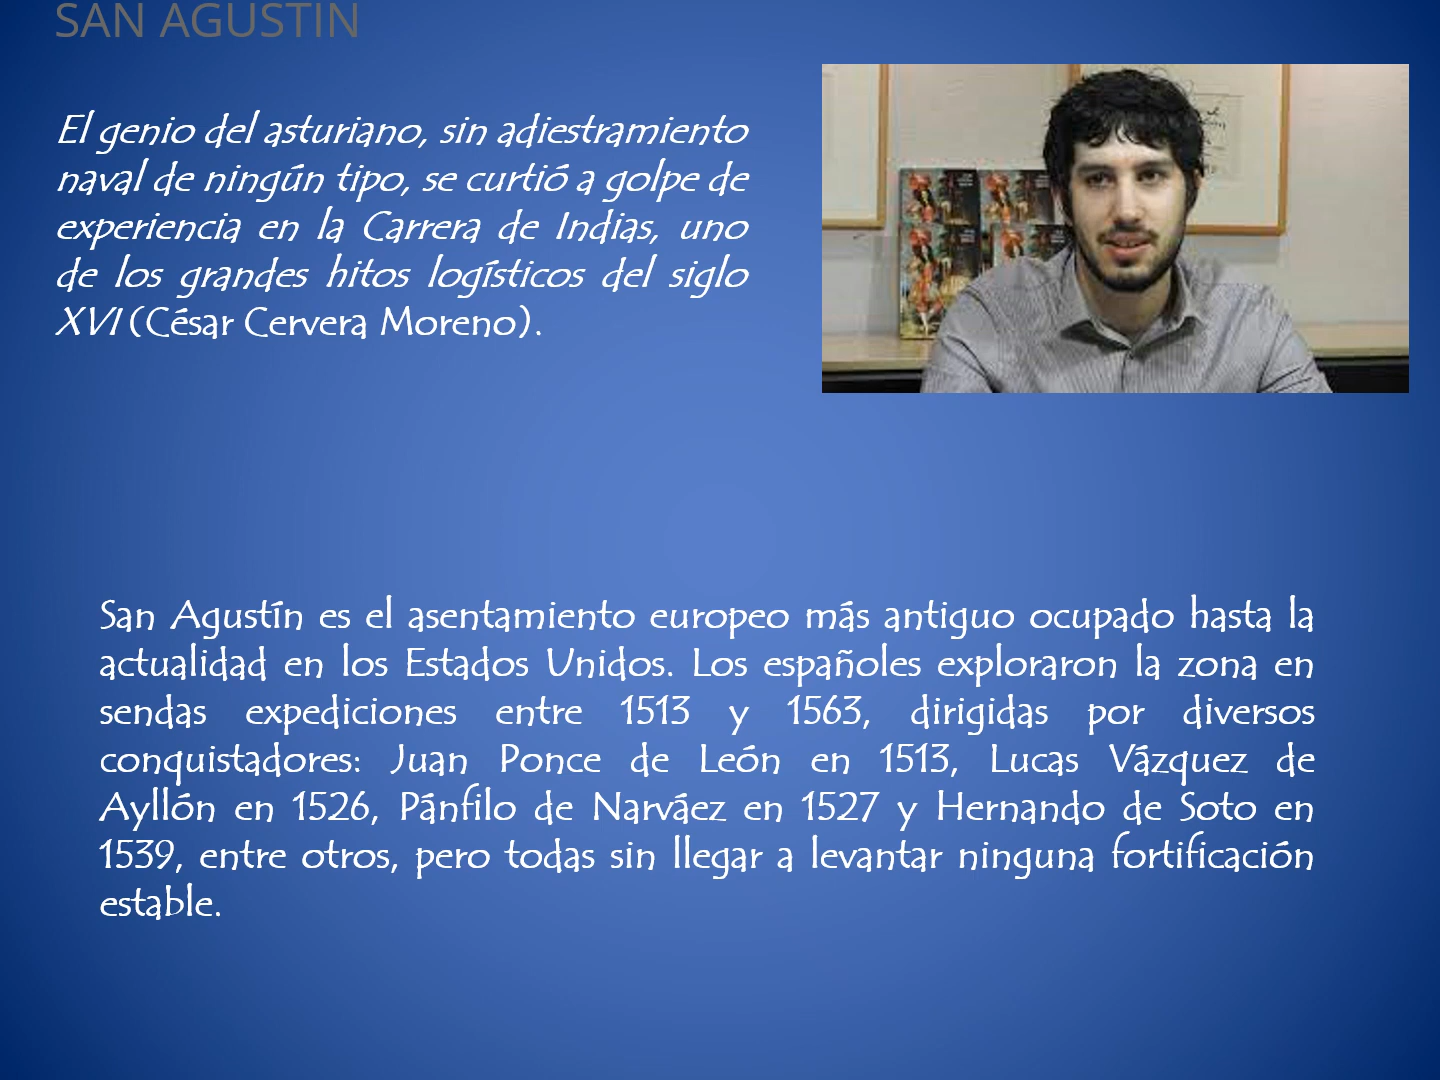 SAN AGUSTIN
El genio del asturiano, sin adiestramiento
naval de ningún tipo, se curtió a golpe de
experiencia en la Carrera de Indias, uno
de los grandes hitos logísticos del siglo
XVI (César Cervera Moreno).
San Agustín es el asentamiento europeo más antiguo ocupado hasta la
actualidad en los Estados Unidos. Los españoles exploraron la zona en
sendas expediciones entre 1513 y 1563, dirigidas por diversos
conquistadores: Juan Ponce de León en 1513, Lucas Vázquez de
Ayllón en 1526, Pánfilo de Narváez en 1527 y Hernando de Soto en
1539, entre otros, pero todas sin llegar a levantar ninguna fortificación
estable.